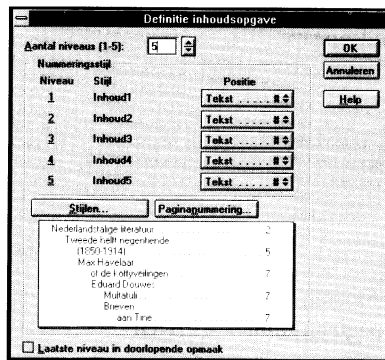 Definitie inhoudsopgave
Aantal niveaus (1-5): 5
OK
Nummeringsstijl
Annuleren
Niveau Stijl Positie
Help
1 Inhoud1 Tekst ..... #
2 Inhoud2 Tekst ..... #
3 Inhoud3 Tekst ..... #
4 Inhoud4 Tekst ..... #
5 Inhoud5 Tekst ..... #
Stijlen... Paginanummering...
Nederlandstalige literatuur 2
Tweede helft negentiende
(1850-1914) 5
Max Havelaar
of de Koffyveilingen 7
Eduard Douwes
Multatuli 7
Brieven
aan Tine 7
Laatste niveau in doorlopende opmaak